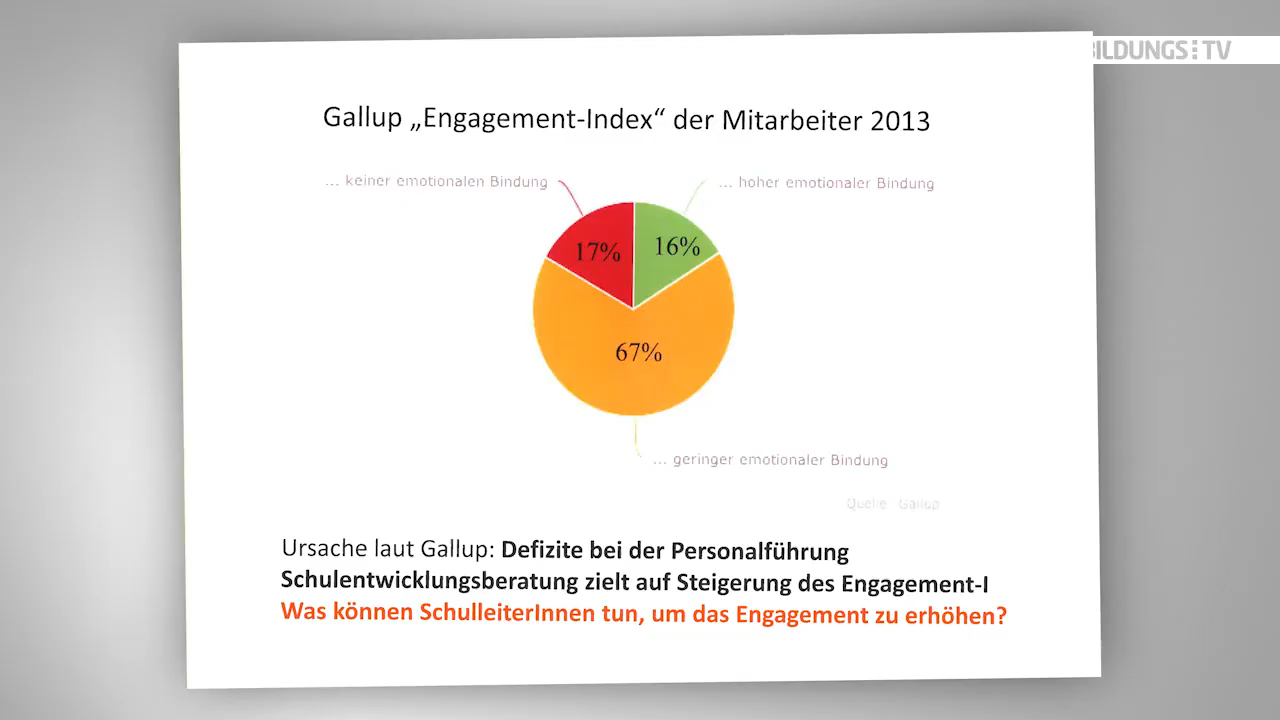 BILDUNGS TV
Gallup „Engagement-Index“ der Mitarbeiter 2013
... keiner emotionalen Bindung
... hoher emotionaler Bindung
17%
16%
67%
... geringer emotionaler Bindung
Quelle Gallup
Ursache laut Gallup: Defizite bei der Personalführung
Schulentwicklungsberatung zielt auf Steigerung des Engagement-I
Was können SchulleiterInnen tun, um das Engagement zu erhöhen?